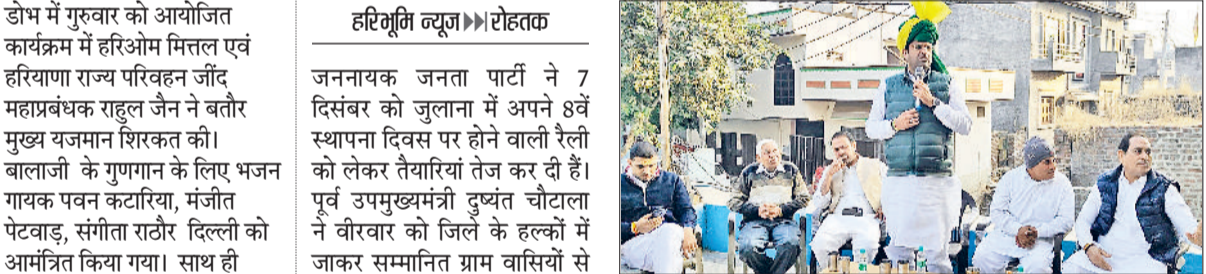 डोभ में गुरुवार को आयोजित
कार्यक्रम में हरिओम मित्तल एवं
हरियाणा राज्य परिवहन जींद
महाप्रबंधक राहुल जैन ने बतौर
मुख्य यजमान शिरकत की।
बालाजी के गुणगान के लिए भजन
गायक पवन कटारिया, मंजीत
पेटवाड़, संगीता राठौर दिल्ली को
आमंत्रित किया गया। साथ ही
हरिभूमि न्यूज▶▶|रोहतक
जननायक जनता पार्टी ने 7
दिसंबर को जुलाना में अपने 8वें
स्थापना दिवस पर होने वाली रैली
को लेकर तैयारियां तेज कर दी हैं।
पूर्व उपमुख्यमंत्री दुष्यंत चौटाला
ने वीरवार को जिले के हल्कों में
जाकर सम्मानित ग्राम वासियों से